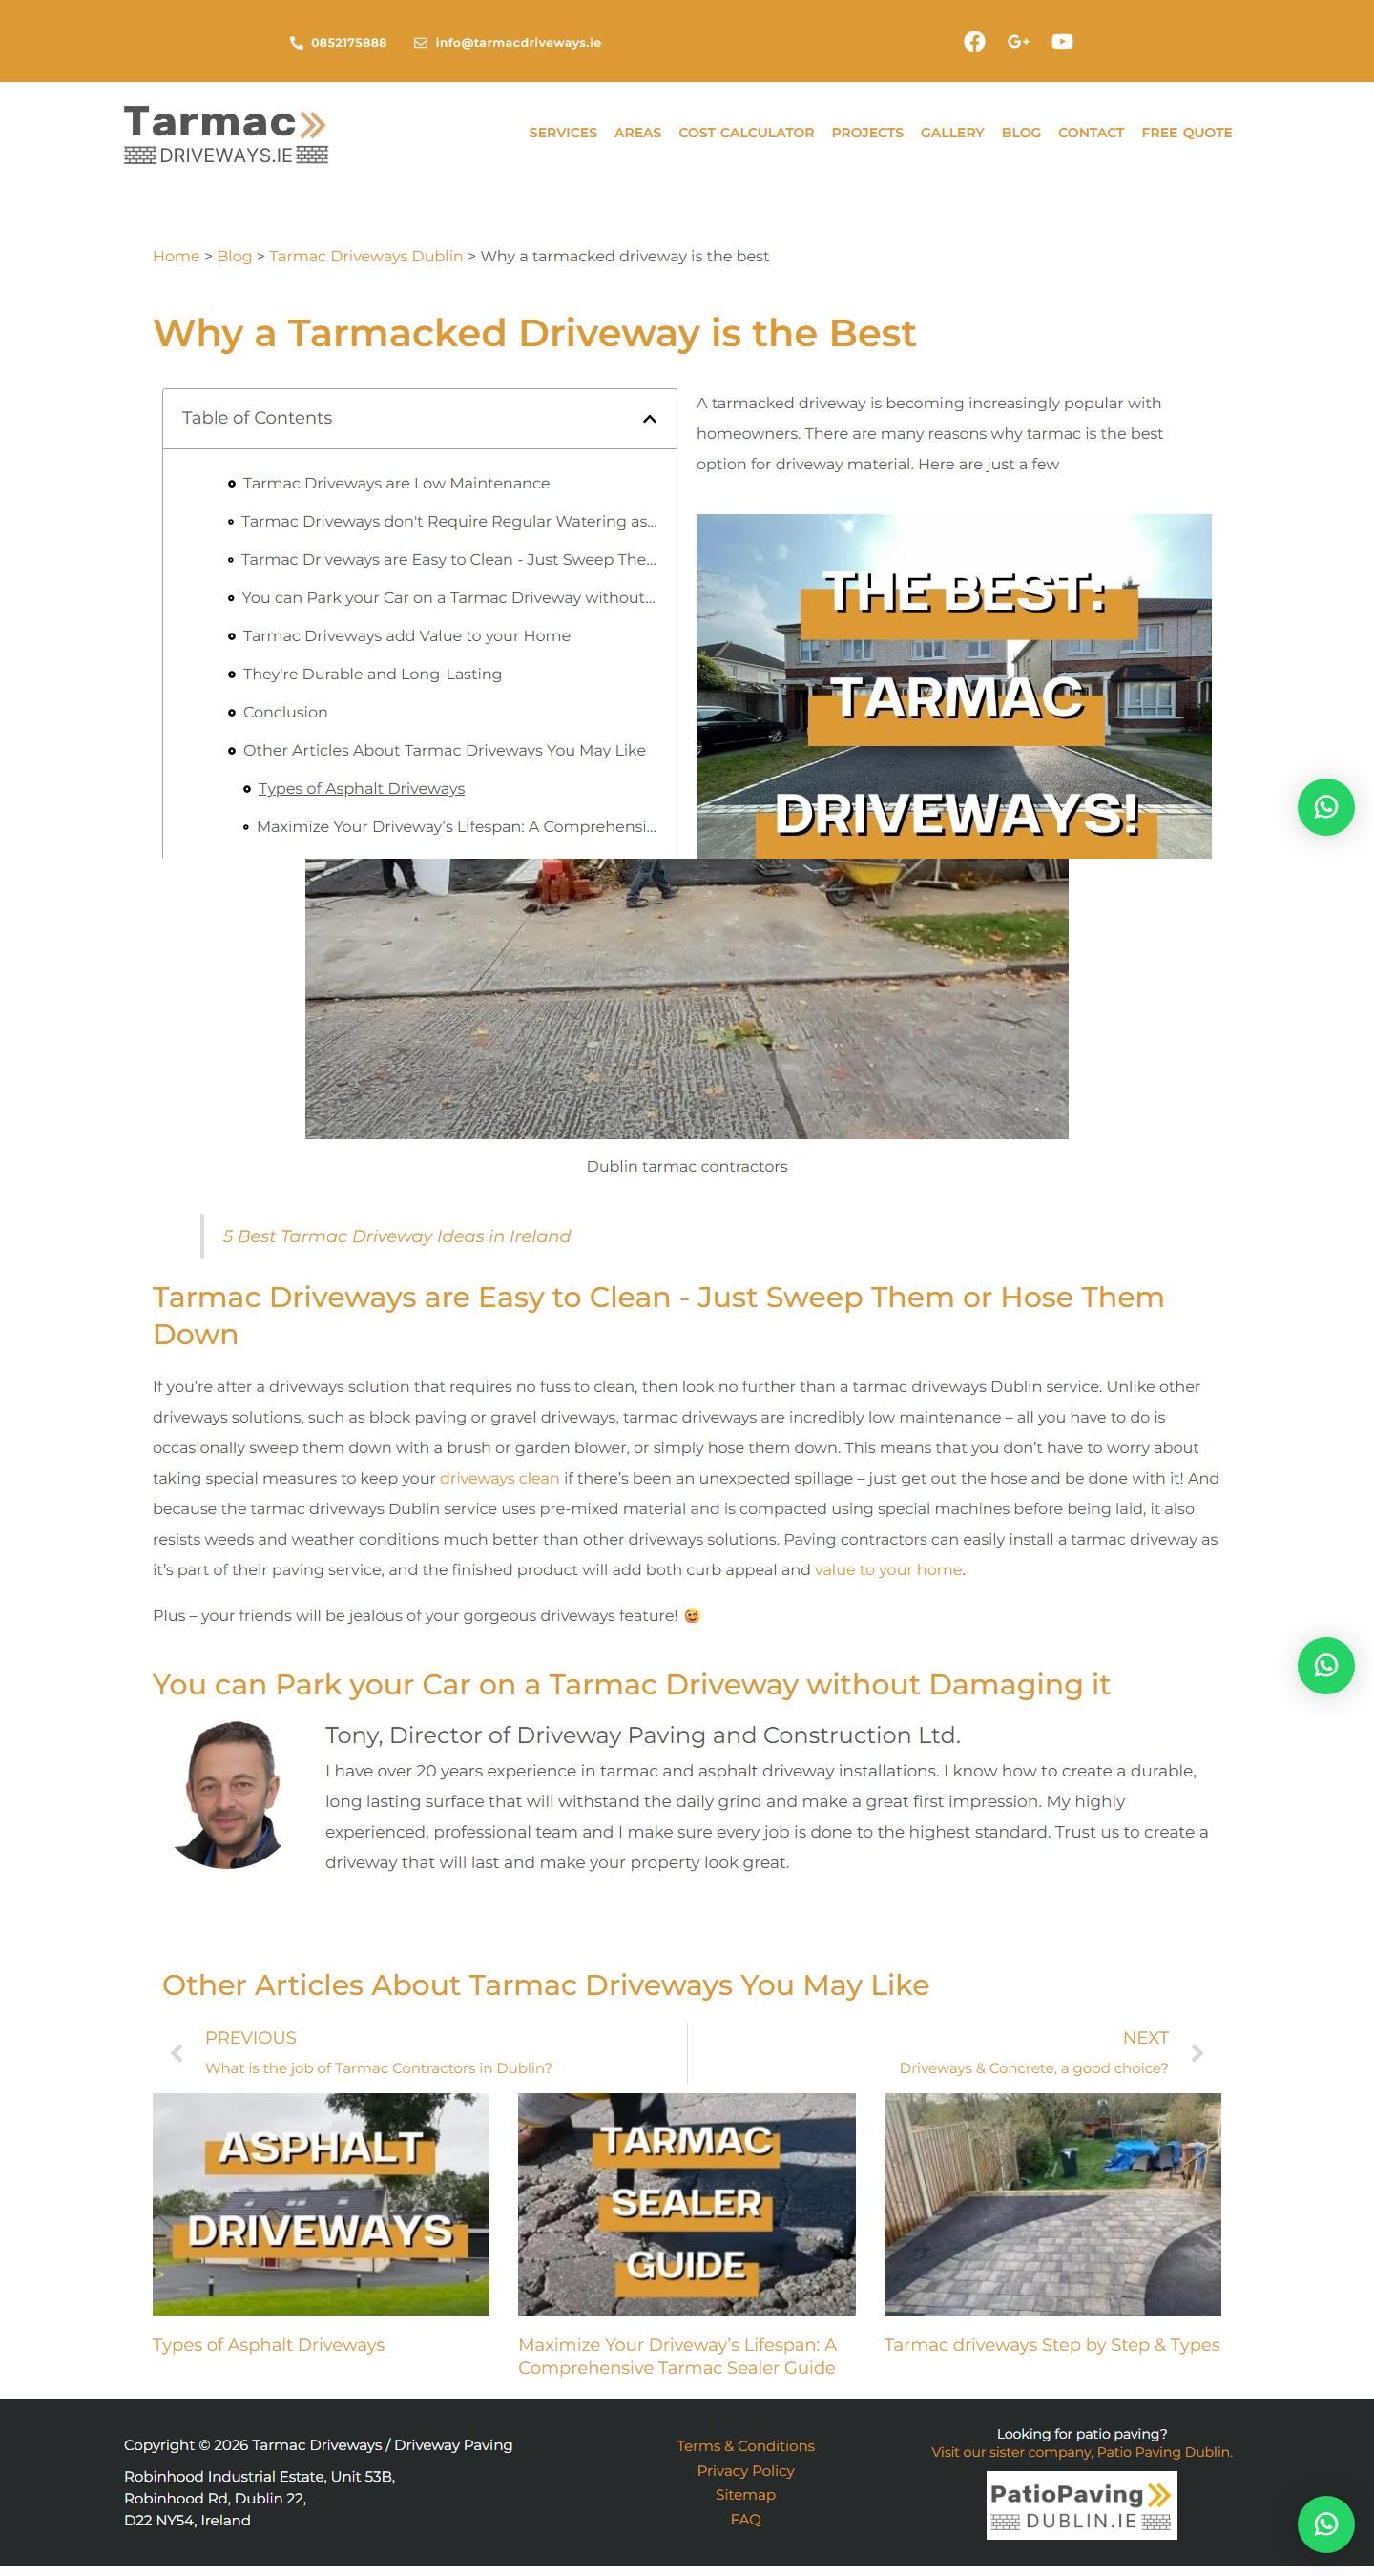 0852175888
info@tarmacdriveways.ie
Tarmac
DRIVEWAYS.IE
SERVICES AREAS COST CALCULATOR PROJECTS GALLERY BLOG CONTACT FREE QUOTE
Home > Blog > Tarmac Driveways Dublin > Why a tarmacked driveway is the best
Why a Tarmacked Driveway is the Best
Table of Contents
Tarmac Driveways are Low Maintenance
Tarmac Driveways don't Require Regular Watering as...
Tarmac Driveways are Easy to Clean - Just Sweep The...
You can Park your Car on a Tarmac Driveway without...
Tarmac Driveways add Value to your Home
They're Durable and Long-Lasting
Conclusion
Other Articles About Tarmac Driveways You May Like
Types of Asphalt Driveways
Maximize Your Driveway’s Lifespan: A Comprehensi...
A tarmacked driveway is becoming increasingly popular with
homeowners. There are many reasons why tarmac is the best
option for driveway material. Here are just a few
THE BEST:
TARMAC
DRIVEWAYS!
Dublin tarmac contractors
5 Best Tarmac Driveway Ideas in Ireland
Tarmac Driveways are Easy to Clean - Just Sweep Them or Hose Them
Down
If you’re after a driveways solution that requires no fuss to clean, then look no further than a tarmac driveways Dublin service. Unlike other
driveways solutions, such as block paving or gravel driveways, tarmac driveways are incredibly low maintenance – all you have to do is
occasionally sweep them down with a brush or garden blower, or simply hose them down. This means that you don’t have to worry about
taking special measures to keep your driveways clean if there’s been an unexpected spillage – just get out the hose and be done with it! And
because the tarmac driveways Dublin service uses pre-mixed material and is compacted using special machines before being laid, it also
resists weeds and weather conditions much better than other driveways solutions. Paving contractors can easily install a tarmac driveway as
it’s part of their paving service, and the finished product will add both curb appeal and value to your home.
Plus – your friends will be jealous of your gorgeous driveways feature! 😉
You can Park your Car on a Tarmac Driveway without Damaging it
Tony, Director of Driveway Paving and Construction Ltd.
I have over 20 years experience in tarmac and asphalt driveway installations. I know how to create a durable,
long lasting surface that will withstand the daily grind and make a great first impression. My highly
experienced, professional team and I make sure every job is done to the highest standard. Trust us to create a
driveway that will last and make your property look great.
Other Articles About Tarmac Driveways You May Like
PREVIOUS
What is the job of Tarmac Contractors in Dublin?
NEXT
Driveways & Concrete, a good choice?
ASPHALT
DRIVEWAYS
TARMAC
SEALER
GUIDE
Types of Asphalt Driveways
Maximize Your Driveway’s Lifespan: A
Comprehensive Tarmac Sealer Guide
Tarmac driveways Step by Step & Types
Copyright © 2026 Tarmac Driveways / Driveway Paving
Robinhood Industrial Estate, Unit 53B,
Robinhood Rd, Dublin 22,
D22 NY54, Ireland
Terms & Conditions
Privacy Policy
Sitemap
FAQ
Looking for patio paving?
Visit our sister company, Patio Paving Dublin.
PatioPaving
DUBLIN.IE